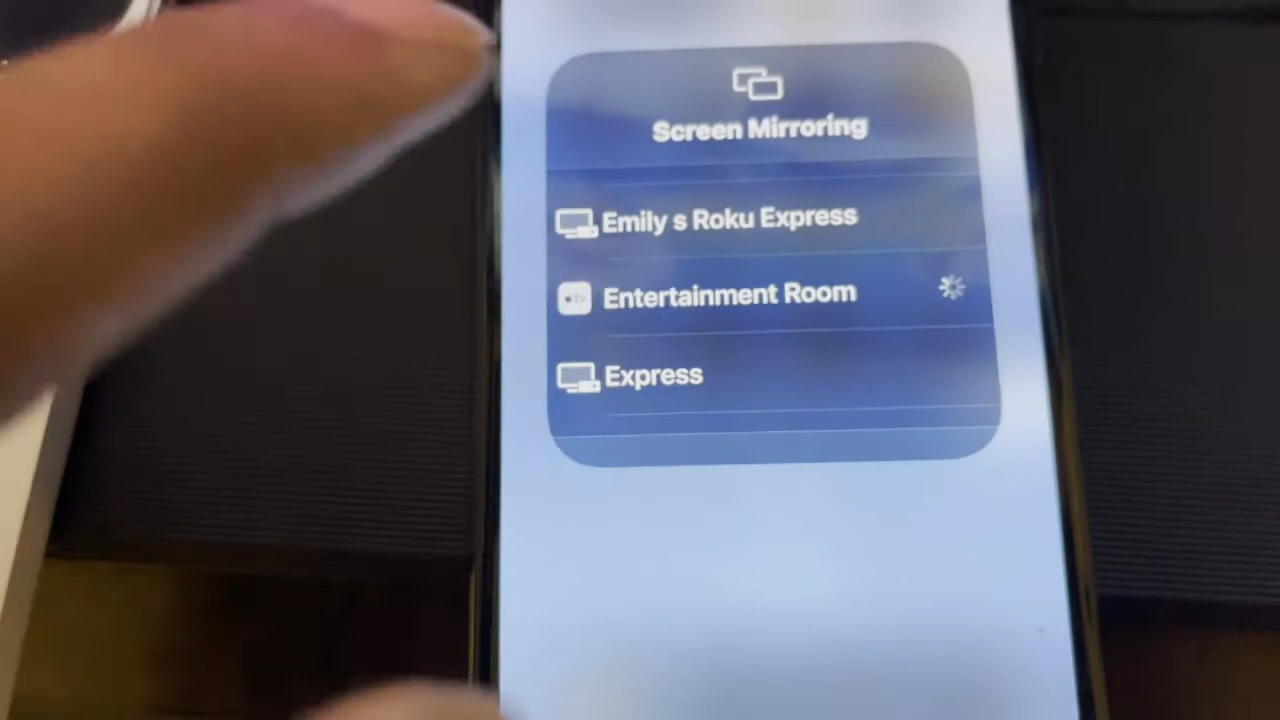 Screen Mirroring
Emily s Roku Express
Entertainment Room
Express